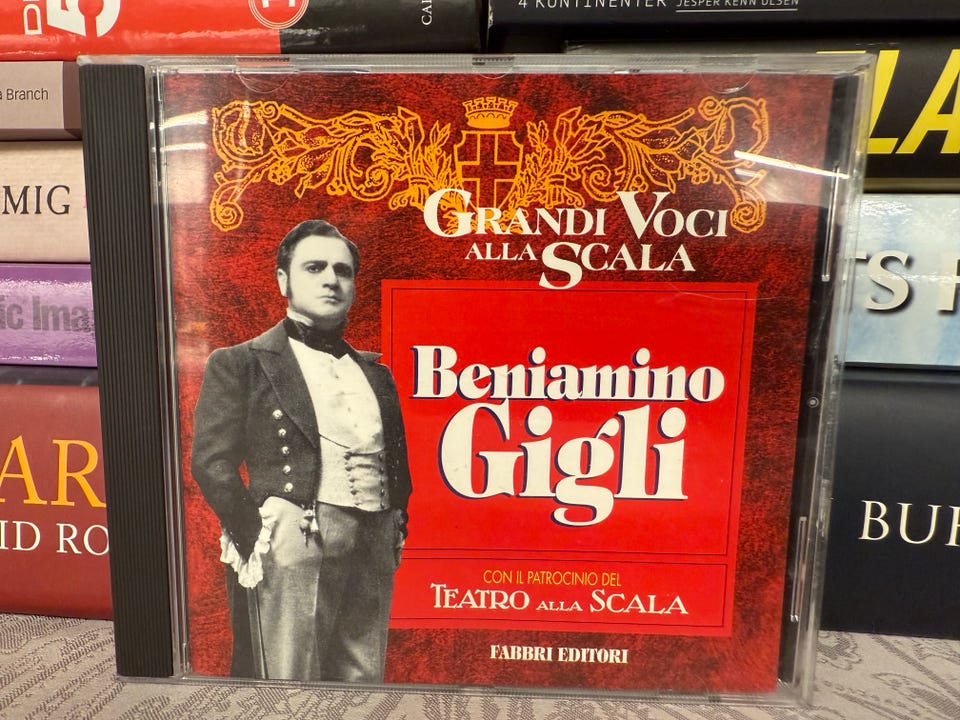 4 KONTINENTER JESPER KENN OLSEN
Branch
MIG
GRANDI VOCI
ALLA SCALA
Beniamino
Gigli
CON IL PATROCINIO DEL
TEATRO ALLA SCALA
FABBRI EDITORI